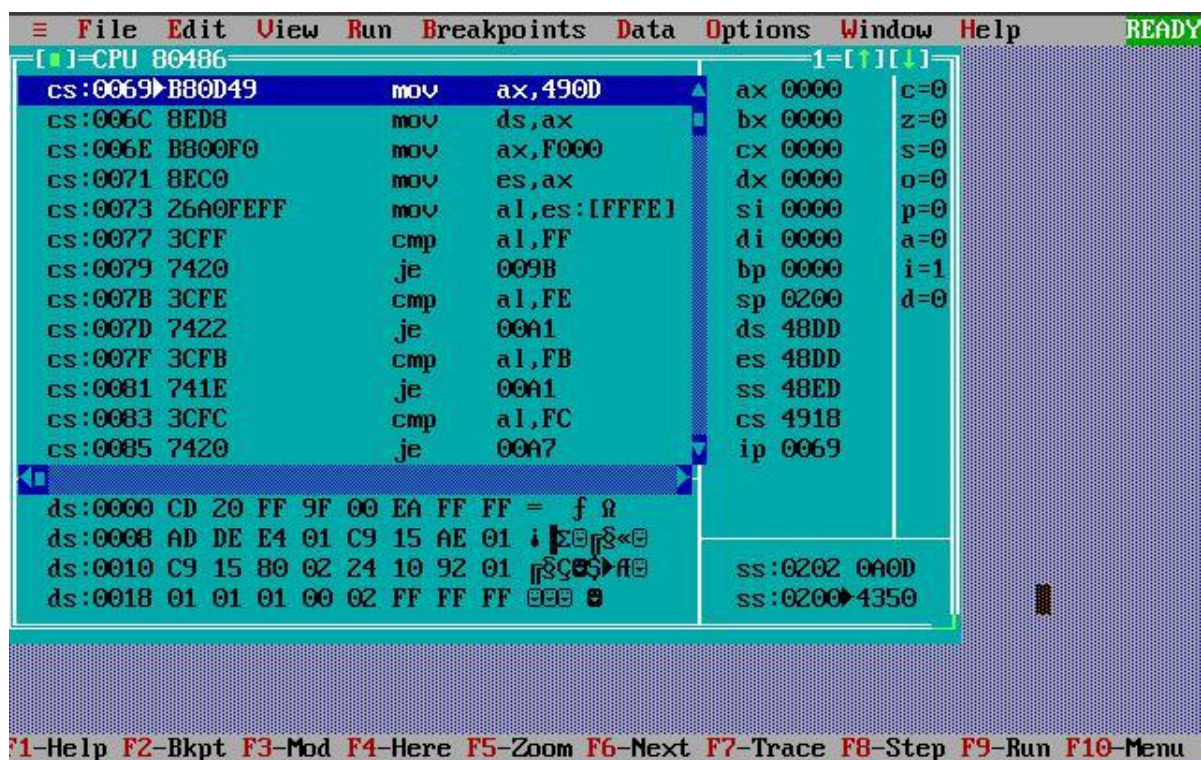 ≡ File Edit View Run Breakpoints Data Options Window Help READY
[■]=CPU 80486 1=[↑][↓]
cs:0069►B80D49 mov ax,490D ax 0000 c=0
cs:006C 8ED8 mov ds,ax bx 0000 z=0
cs:006E B800F0 mov ax,F000 cx 0000 s=0
cs:0071 8EC0 mov es,ax dx 0000 o=0
cs:0073 26A0FEFF mov al,es:[FFFE] si 0000 p=0
cs:0077 3CFF cmp al,FF di 0000 a=0
cs:0079 7420 je 009B bp 0000 i=1
cs:007B 3CFE cmp al,FE sp 0200 d=0
cs:007D 7422 je 00A1 ds 48DD
cs:007F 3CFB cmp al,FB es 48DD
cs:0081 741E je 00A1 ss 48ED
cs:0083 3CFC cmp al,FC cs 4918
cs:0085 7420 je 00A7 ip 0069
ds:0000 CD 20 FF 9F 00 EA FF FF = ƒ Ω
ds:0008 AD DE E4 01 C9 15 AE 01 ¡▐Σ☺╔§«☺
ds:0010 C9 15 80 02 24 10 92 01 ╔§Ç☻$►Æ☺ ss:0202 0A0D
ds:0018 01 01 01 00 02 FF FF FF ☺☺☺ ☻ ss:0200►4350
F1-Help F2-Bkpt F3-Mod F4-Here F5-Zoom F6-Next F7-Trace F8-Step F9-Run F10-Menu